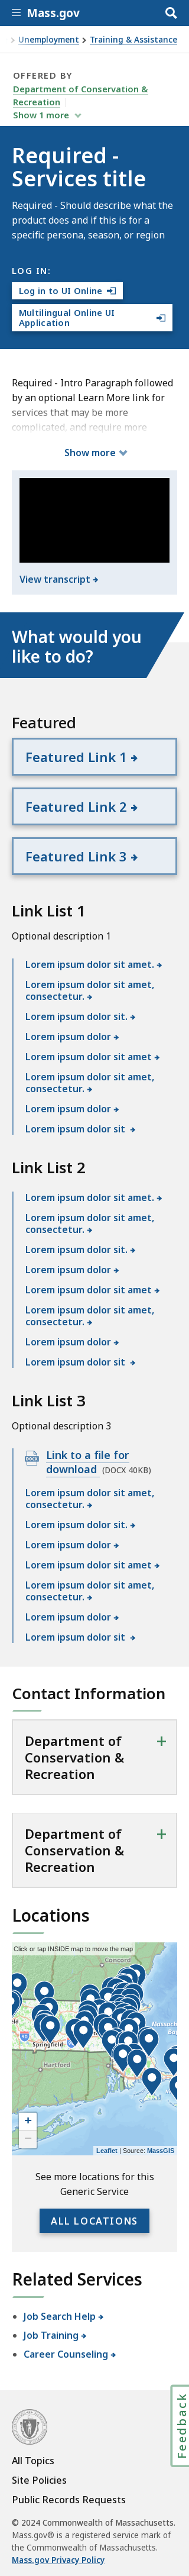 Mass.gov
Unemployment
Training & Assistance
OFFERED BY
Department of Conservation &
Recreation
Show 1 more
Required -
Services title
Required - Should describe what the
product does and if this is for a
specific persona, season, or region
LOG IN:
Log in to UI Online
Multilingual Online UI
Application
Required - Intro Paragraph followed
by an optional Learn More link for
services that may be more
complicated, and require more
Show more
View transcript
What would you
like to do?
Featured
Featured Link 1
Featured Link 2
Featured Link 3
Link List 1
Optional description 1
Lorem ipsum dolor sit amet.
Lorem ipsum dolor sit amet,
consectetur.
Lorem ipsum dolor sit.
Lorem ipsum dolor
Lorem ipsum dolor sit amet
Lorem ipsum dolor sit amet,
consectetur.
Lorem ipsum dolor
Lorem ipsum dolor sit
Link List 2
Lorem ipsum dolor sit amet.
Lorem ipsum dolor sit amet,
consectetur.
Lorem ipsum dolor sit.
Lorem ipsum dolor
Lorem ipsum dolor sit amet
Lorem ipsum dolor sit amet,
consectetur.
Lorem ipsum dolor
Lorem ipsum dolor sit
Link List 3
Optional description 3
DOCX
Link to a file for
download (DOCX 40KB)
Lorem ipsum dolor sit amet,
consectetur.
Lorem ipsum dolor sit.
Lorem ipsum dolor
Lorem ipsum dolor sit amet
Lorem ipsum dolor sit amet,
consectetur.
Lorem ipsum dolor
Lorem ipsum dolor sit
Contact Information
Department of
Conservation &
Recreation
+
Department of
Conservation &
Recreation
+
Locations
Click or tap INSIDE map to move the map
Concord
Springfield
Hartford
+
−
Leaflet | Source: MassGIS
See more locations for this
Generic Service
ALL LOCATIONS
Related Services
Job Search Help
Job Training
Career Counseling
Feedback
All Topics
Site Policies
Public Records Requests
© 2024 Commonwealth of Massachusetts.
Mass.gov® is a registered service mark of
the Commonwealth of Massachusetts.
Mass.gov Privacy Policy